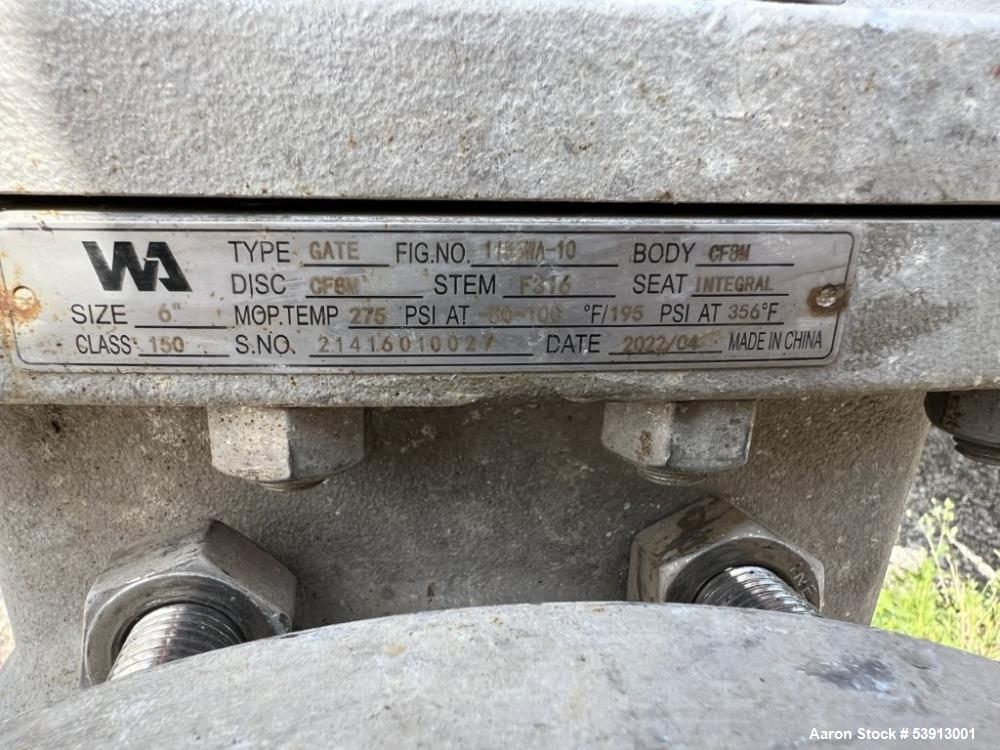 WA TYPE GATE FIG.NO. BODY CF8M
DISC CF8M STEM F316 SEAT INTEGRAL
SIZE 6" MOP.TEMP 275 PSI AT °F/195 PSI AT 356°F
CLASS 150 S.NO. 21416010027 DATE 2022/04 MADE IN CHINA
Aaron Stock # 53913001